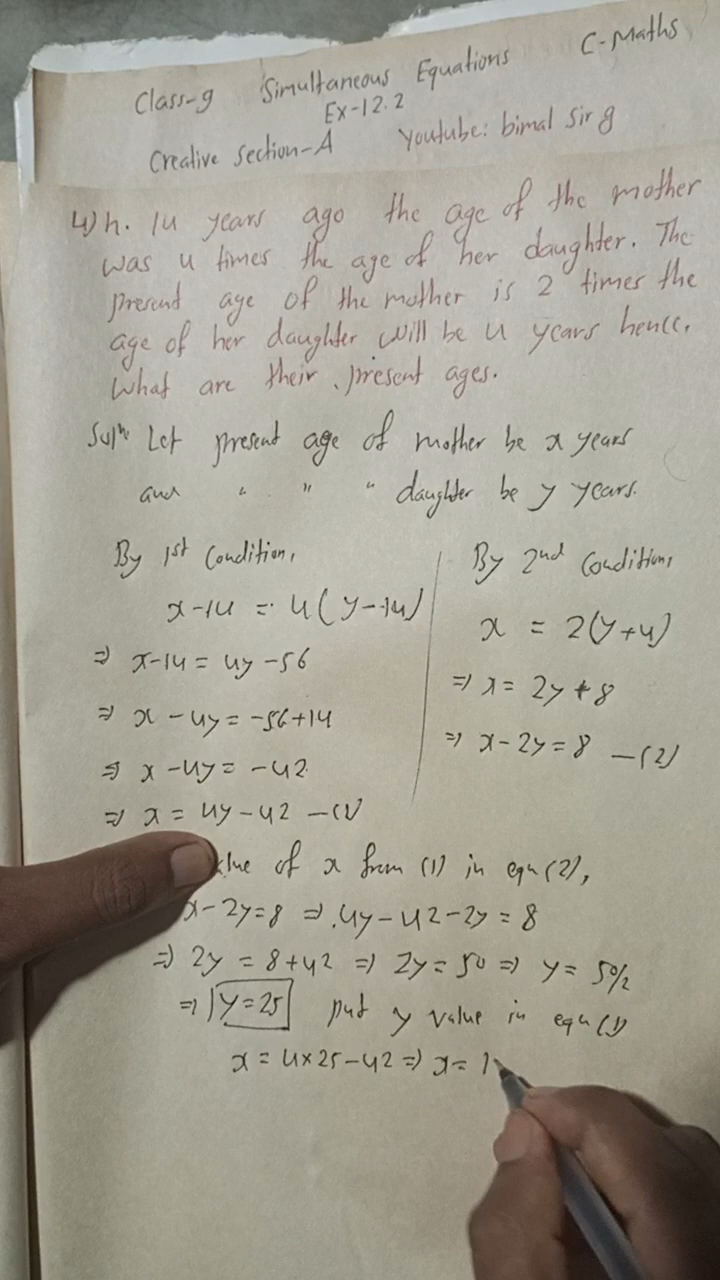 Class-9 Simultaneous Equations C-Maths
Ex-12.2
Creative Section-A Youtube: bimal sir g
4) h. 14 years ago the age of the mother
was 4 times the age of her daughter. The
present age of the mother is 2 times the
age of her daughter will be 4 years hence.
What are their present ages.
Solⁿ Let present age of mother be x years
and " " " daughter be y years.
By 1st Condition,
x-14 = 4(y-14)
⇒ x-14 = 4y-56
⇒ x - 4y = -56+14
⇒ x - 4y = -42
⇒ x = 4y - 42 —(1)
By 2nd Condition,
x = 2(y+4)
⇒ x = 2y + 8
⇒ x - 2y = 8 —(2)
of x from (1) in eqn (2),
x-2y=8 ⇒ 4y-42-2y = 8
⇒ 2y = 8+42 ⇒ 2y = 50 ⇒ y = 50/2
⇒ y=25 put y value in eqn (1)
x = 4×25-42 ⇒ x = 1